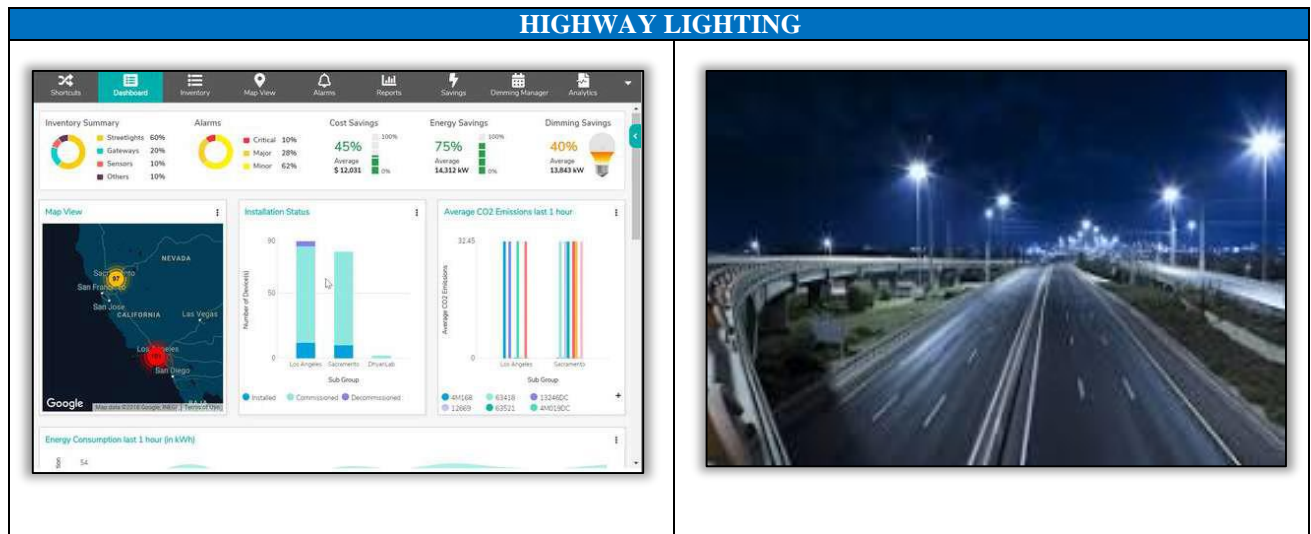 HIGHWAY LIGHTING
Shortcuts Dashboard Inventory Map View Alarms Reports Savings Dimming Manager Analytics
Inventory Summary
Streetlights 60%
Gateways 20%
Sensors 10%
Others 10%
Alarms
Critical 10%
Major 28%
Minor 62%
Cost Savings
45%
Average
$ 12,031
100%
0%
Energy Savings
75%
Average
14,312 kW
100%
0%
Dimming Savings
40%
Average
13,843 kW
Map View
NEVADA
97
San Jose
CALIFORNIA
Las Vegas
San Diego
Google
Installation Status
90
50
0
Number of Device(s)
Los Angeles Sacramento
Sub Group
Installed Commissioned Decommissioned
Average CO2 Emissions last 1 hour
32.45
0
Average CO2 Emissions
Los Angeles Sacramento
Sub Group
4M168 63418 13246DC
12669 63521 4M019DC
Energy Consumption last 1 hour (in kWh)
54